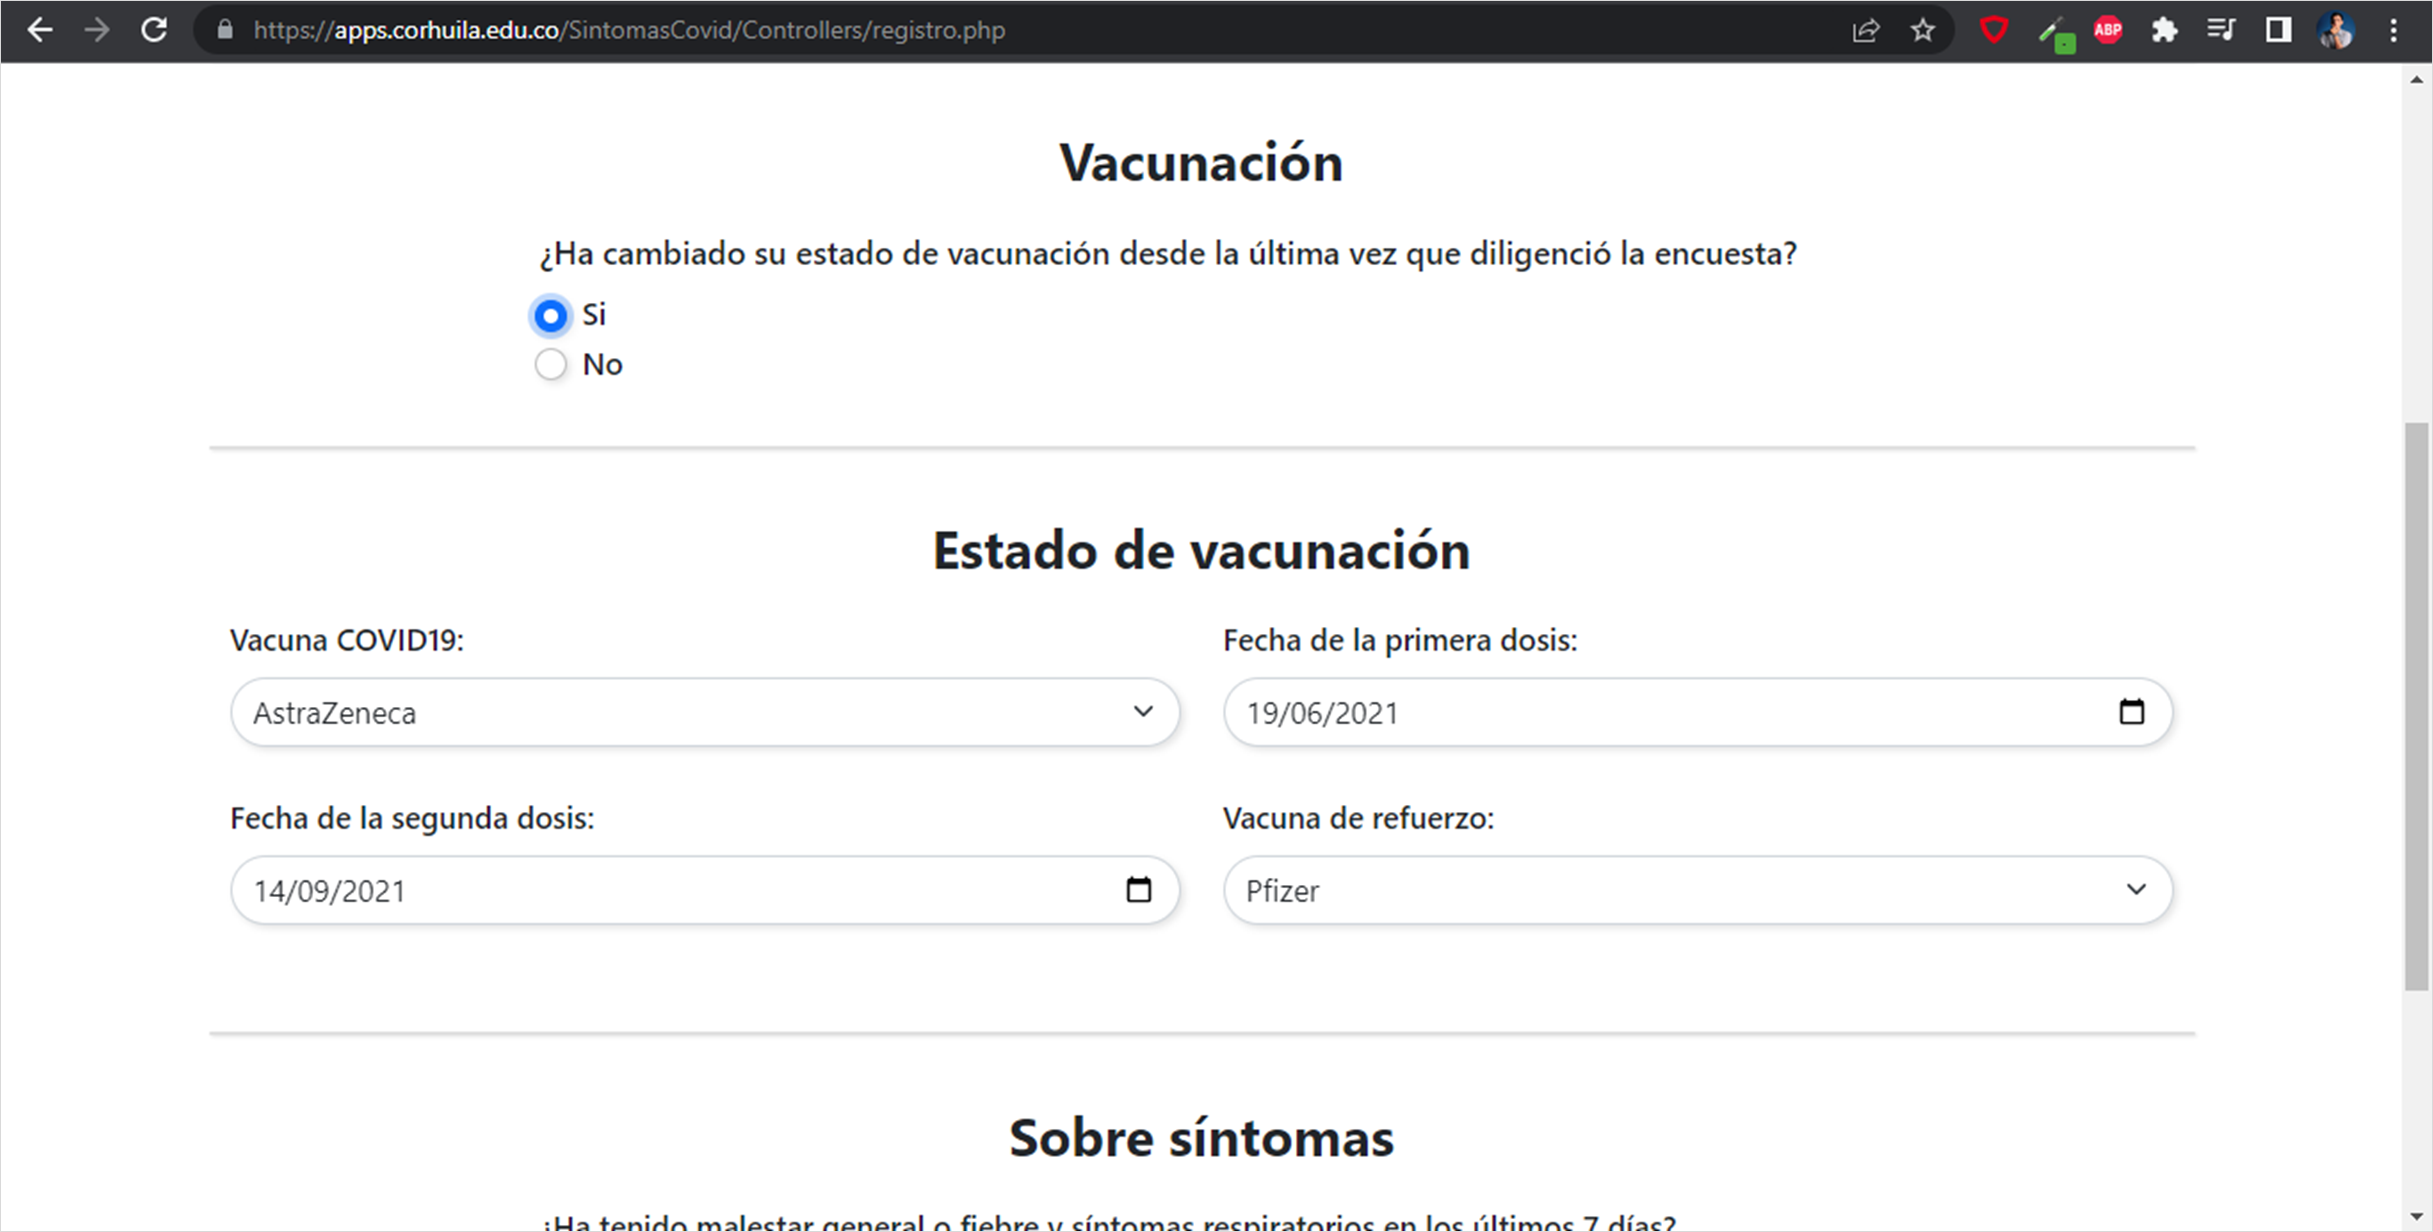 https://apps.corhuila.edu.co/SintomasCovid/Controllers/registro.php
ABP
Vacunación
¿Ha cambiado su estado de vacunación desde la última vez que diligenció la encuesta?
Si
No
Estado de vacunación
Vacuna COVID19:
Fecha de la primera dosis:
AstraZeneca
19/06/2021
Fecha de la segunda dosis:
Vacuna de refuerzo:
14/09/2021
Pfizer
Sobre síntomas
¿Ha tenido malestar general o fiebre y síntomas respiratorios en los últimos 7 días?